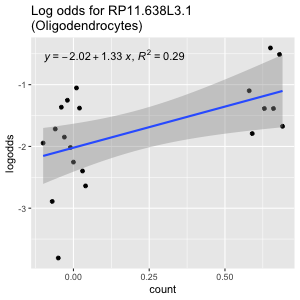 Log odds for RP11.638L3.1
(Oligodendrocytes)
y = −2.02 + 1.33 x, R² = 0.29
-1
-2
-3
logodds
0.00 0.25 0.50
count